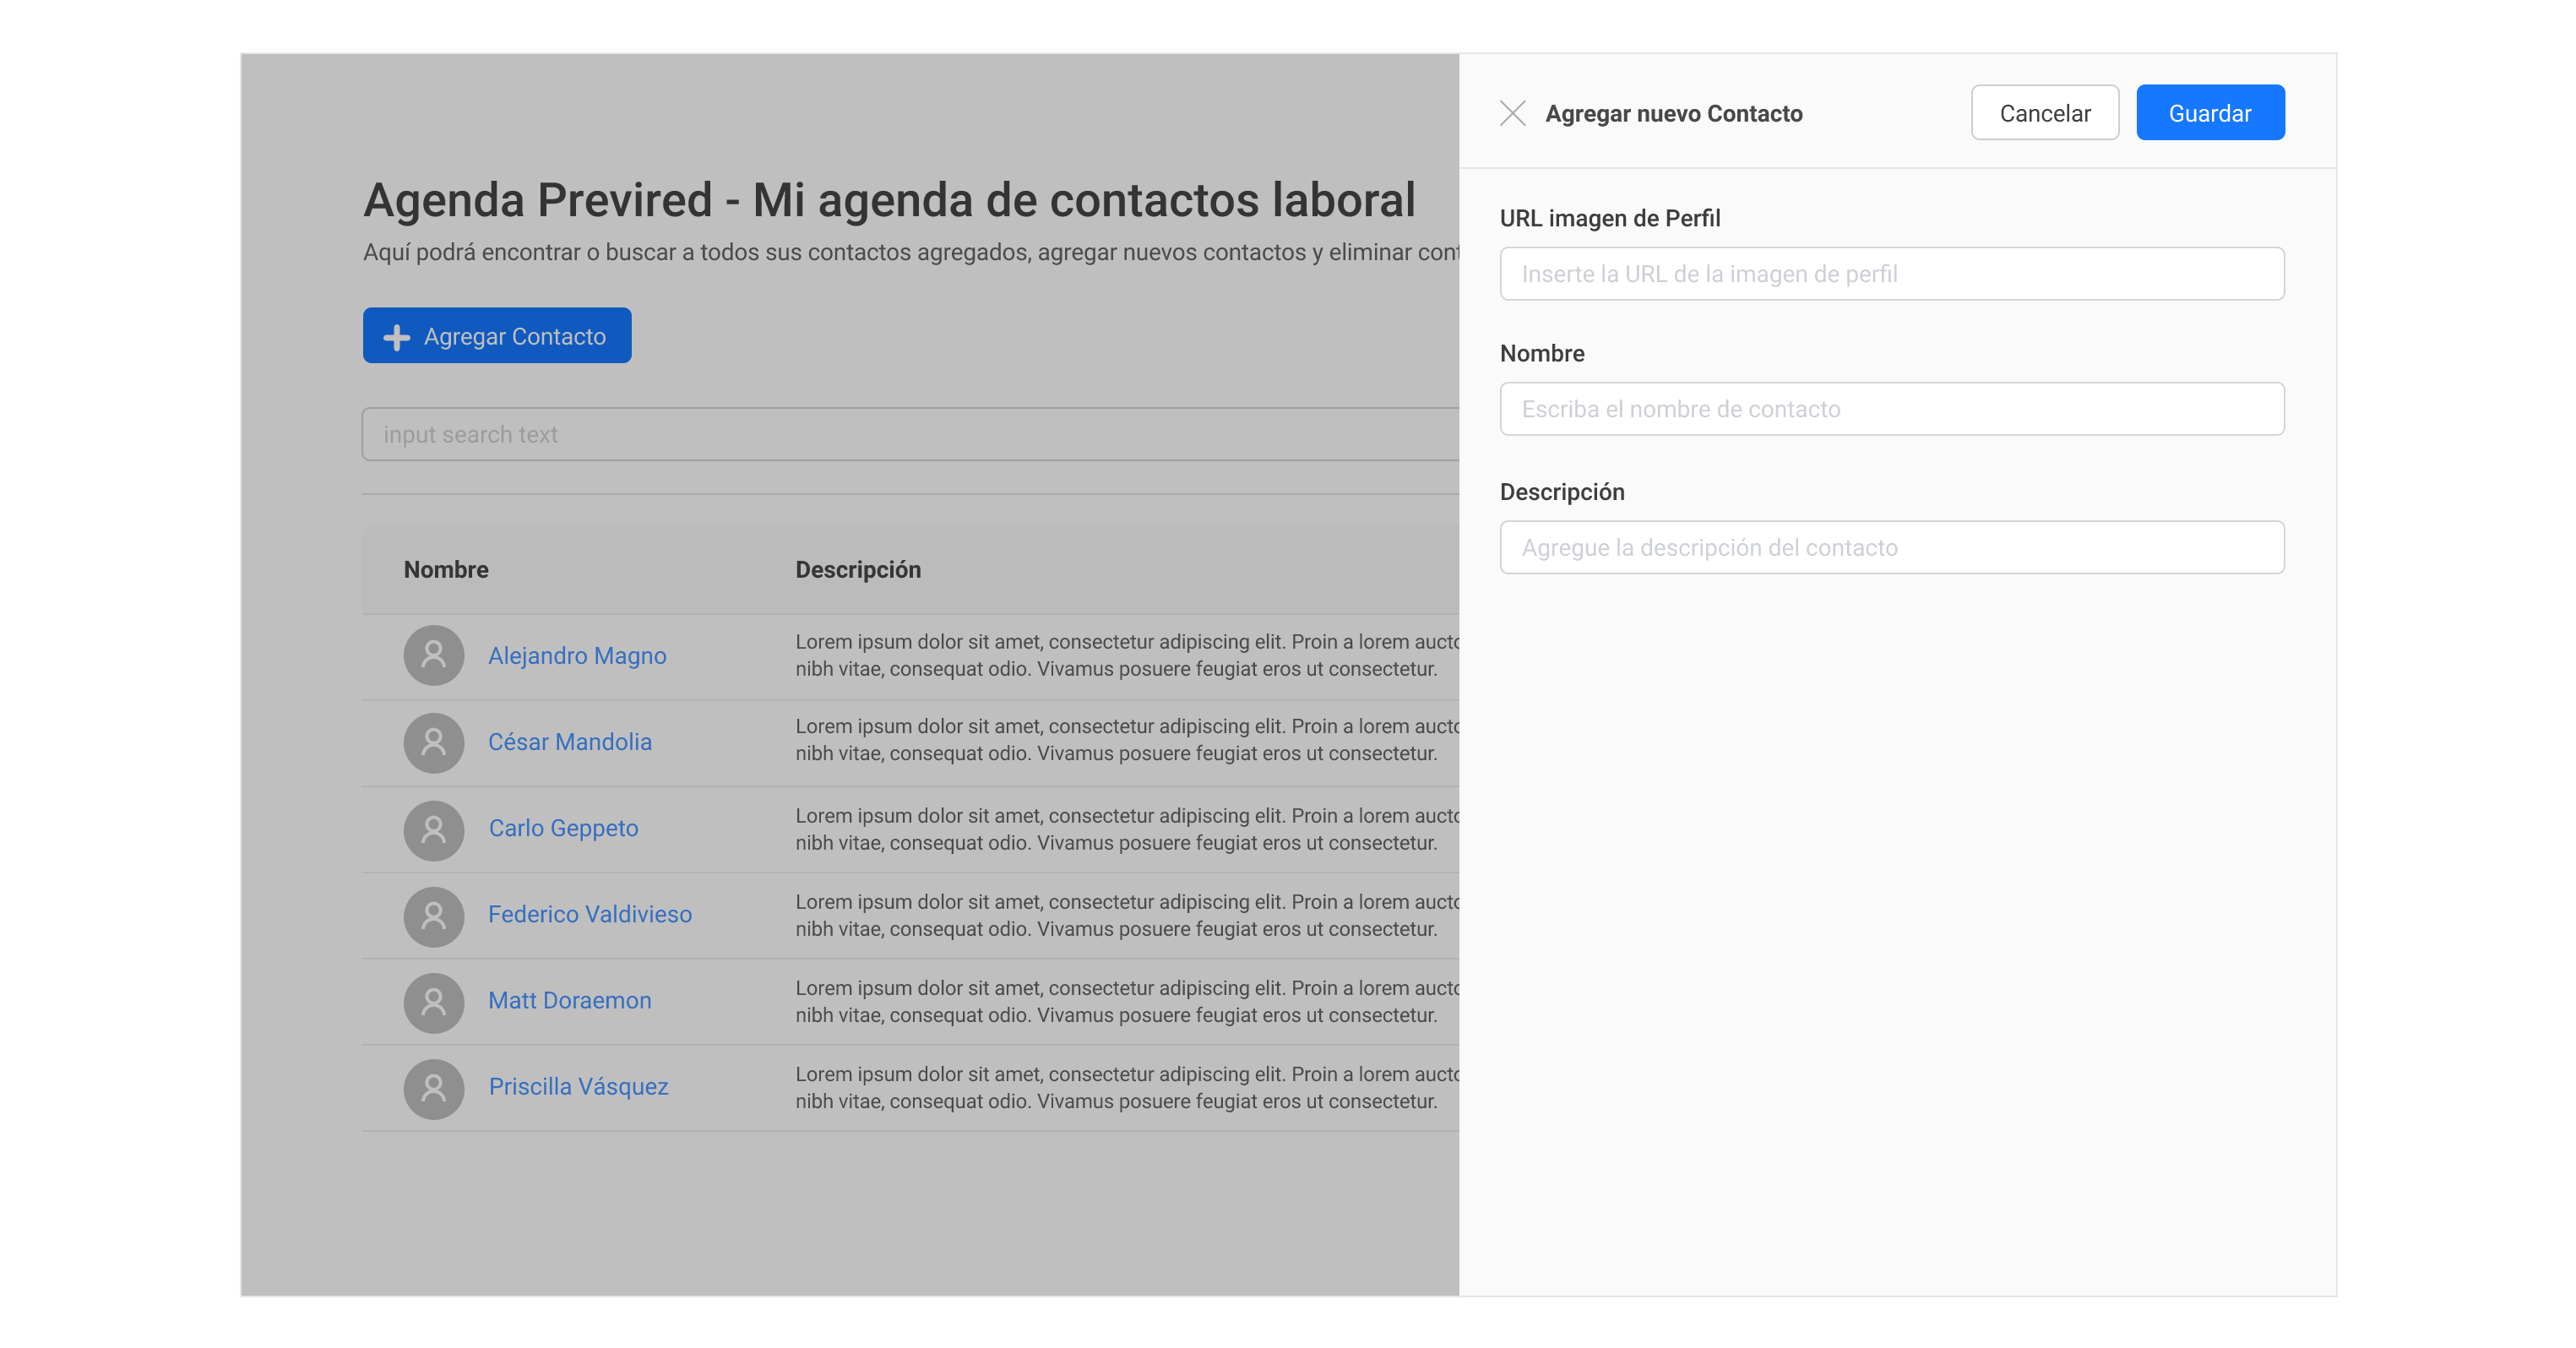 Agenda Previred - Mi agenda de contactos laboral
Aquí podrá encontrar o buscar a todos sus contactos agregados, agregar nuevos contactos y eliminar
Agregar Contacto
input search text
Nombre Descripción
Alejandro Magno
Lorem ipsum dolor sit amet, consectetur adipiscing elit. Proin a lorem
nibh vitae, consequat odio. Vivamus posuere feugiat eros ut consectetur.
César Mandolia
Lorem ipsum dolor sit amet, consectetur adipiscing elit. Proin a lorem
nibh vitae, consequat odio. Vivamus posuere feugiat eros ut consectetur.
Carlo Geppeto
Lorem ipsum dolor sit amet, consectetur adipiscing elit. Proin a lorem
nibh vitae, consequat odio. Vivamus posuere feugiat eros ut consectetur.
Federico Valdivieso
Lorem ipsum dolor sit amet, consectetur adipiscing elit. Proin a lorem
nibh vitae, consequat odio. Vivamus posuere feugiat eros ut consectetur.
Matt Doraemon
Lorem ipsum dolor sit amet, consectetur adipiscing elit. Proin a lorem
nibh vitae, consequat odio. Vivamus posuere feugiat eros ut consectetur.
Priscilla Vásquez
Lorem ipsum dolor sit amet, consectetur adipiscing elit. Proin a lorem
nibh vitae, consequat odio. Vivamus posuere feugiat eros ut consectetur.
Agregar nuevo Contacto
Cancelar
Guardar
URL imagen de Perfil
Inserte la URL de la imagen de perfil
Nombre
Escriba el nombre de contacto
Descripción
Agregue la descripción del contacto